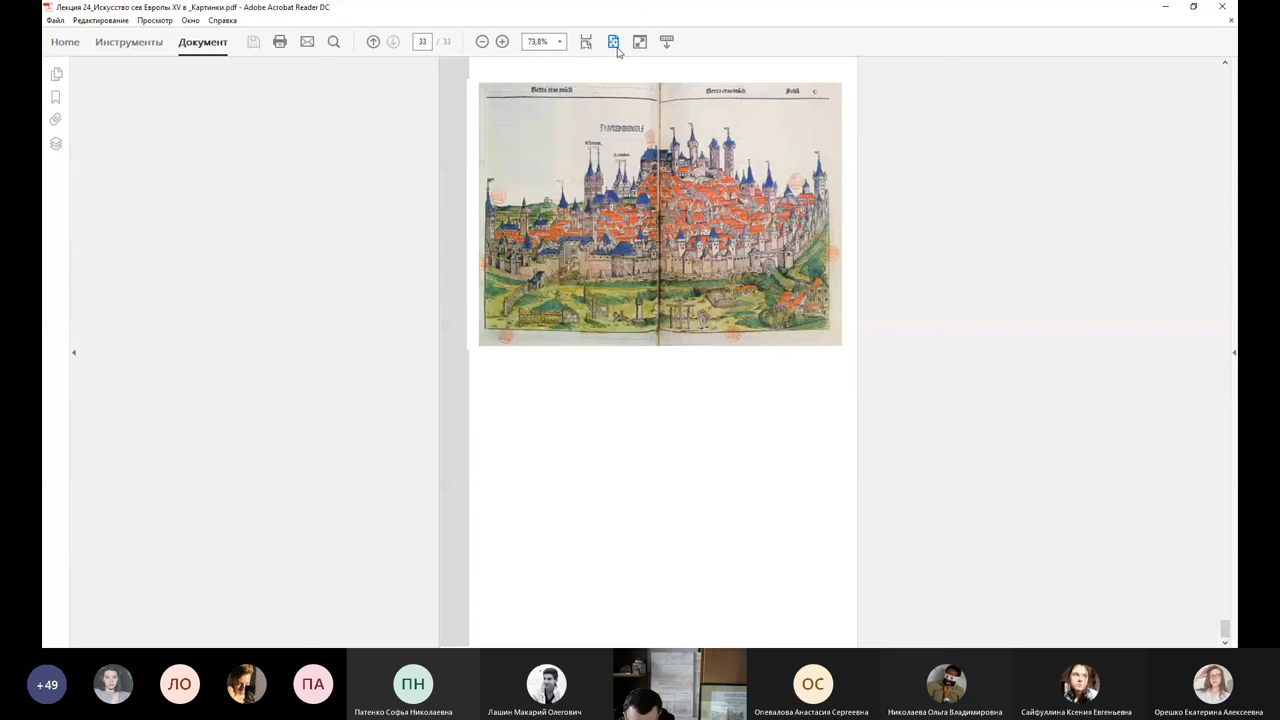 Лекция 24_Искусство сев Европы XV в _Картинки.pdf - Adobe Acrobat Reader DC
Файл Редактирование Просмотр Окно Справка
Home Инструменты Документ 33 / 33 73,8%
+49 ЛО ПА ПН ОС
Патенко Софья Николаевна Лашин Макарий Олегович Опевалова Анастасия Сергеевна Николаева Ольга Владимировна Сайфуллина Ксения Евгеньевна Орешко Екатерина Алексеевна